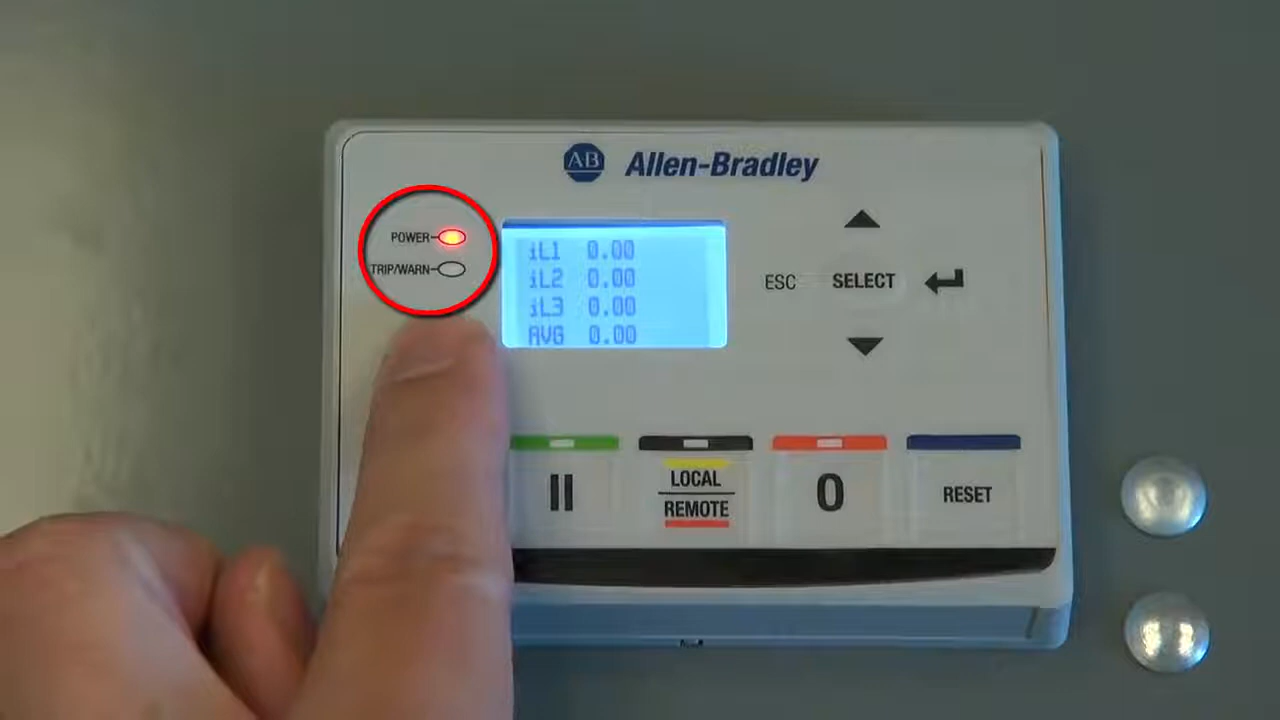 AB Allen-Bradley
POWER
TRIP/WARN
iL1 0.00
iL2 0.00
iL3 0.00
AVG 0.00
ESC SELECT
LOCAL
REMOTE
0
RESET